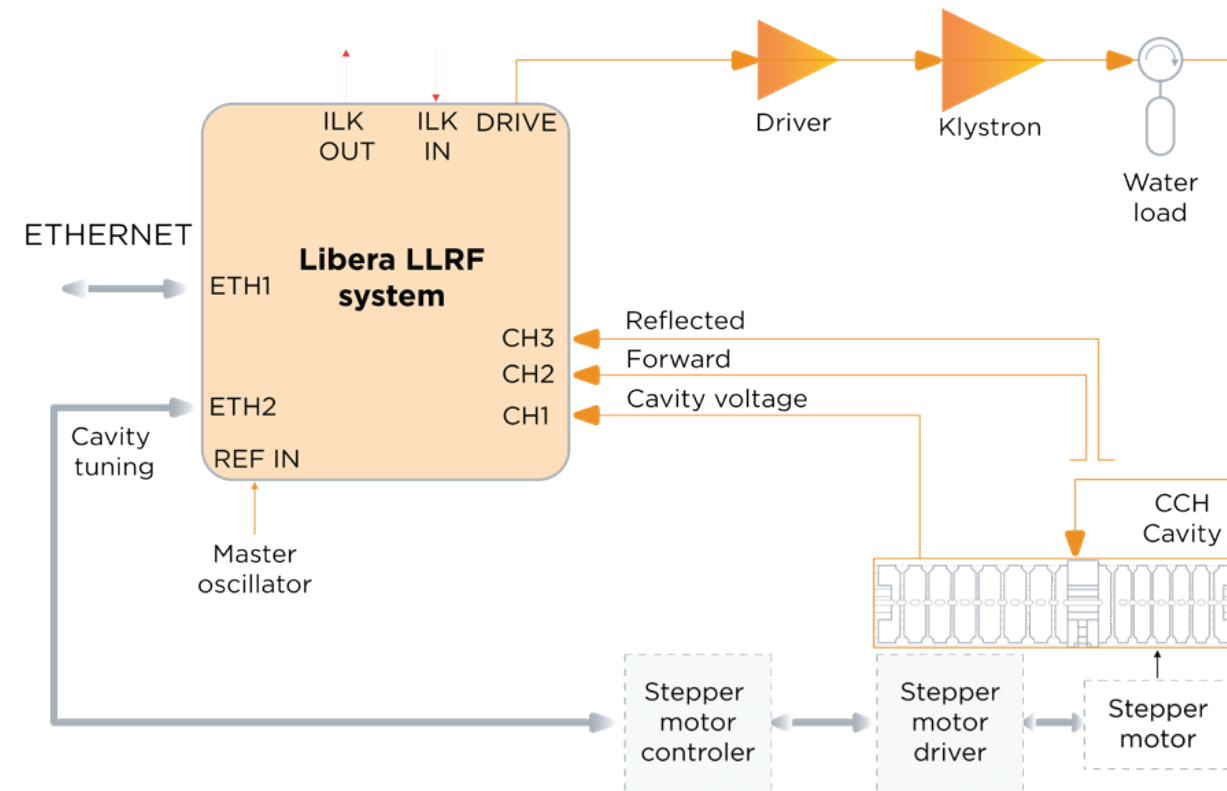 ILK
OUT
ILK
IN
DRIVE
Driver
Klystron
Water
load
ETHERNET
ETH1
Libera LLRF
system
CH3
CH2
CH1
Reflected
Forward
Cavity voltage
ETH2
Cavity
tuning
REF IN
Master
oscillator
CCH
Cavity
Stepper
motor
controler
Stepper
motor
driver
Stepper
motor